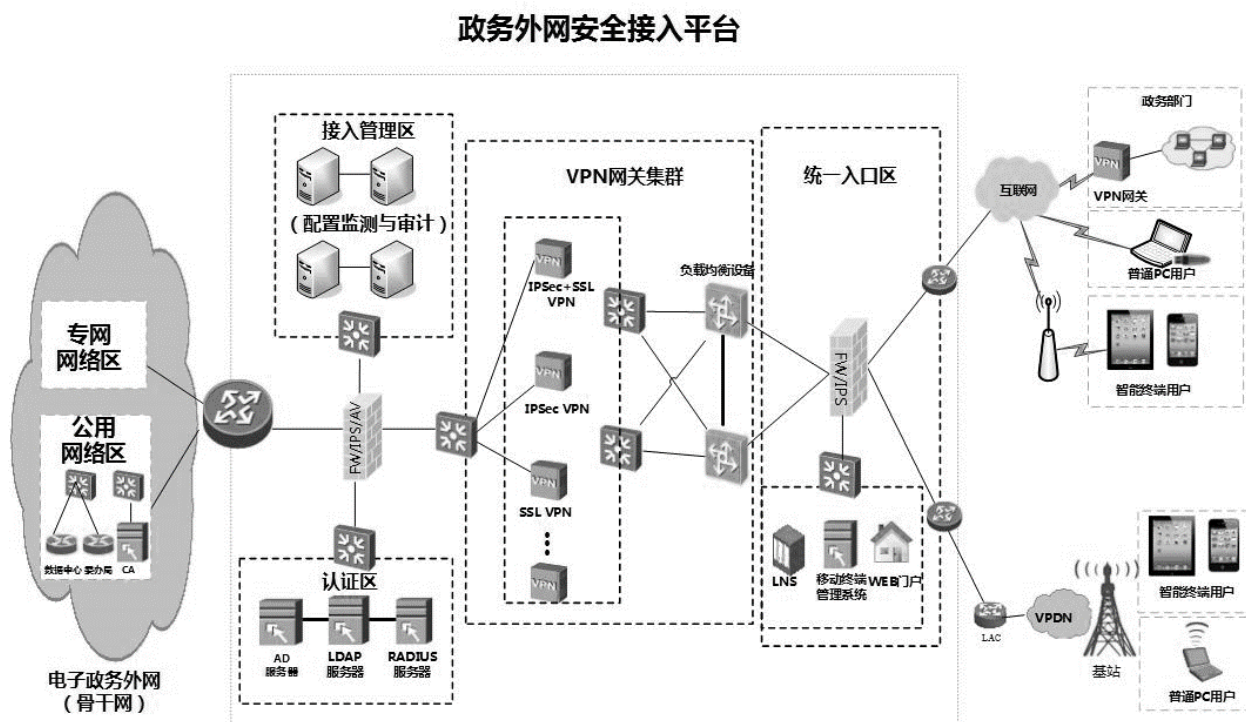 政务外网安全接入平台
接入管理区
（配置监测与审计）
VPN网关集群
统一入口区
政务部门
VPN
VPN网关
互联网
普通PC用户
智能终端用户
VPN
IPSec+SSL
VPN
负载均衡设备
VPN
IPSec VPN
VPN
SSL VPN
VPN
FW/IPS
FW/IPS/AV
专网
网络区
公用
网络区
数据中心
委办局
CA
电子政务外网
（骨干网）
认证区
AD
服务器
LDAP
服务器
RADIUS
服务器
LNS
移动终端
管理系统
WEB门户
LAC
VPDN
基站
智能终端用户
普通PC用户